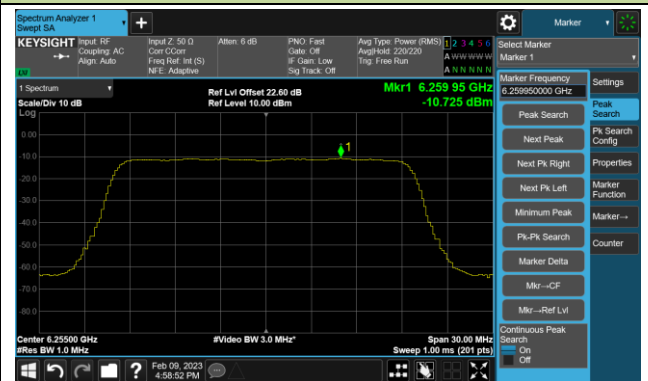 Spectrum Analyzer 1
Swept SA
+
Marker
KEYSIGHT
Input: RF
Coupling: AC
Align: Auto
Input Z: 50 Ω
Corr CCorr
Freq Ref: Int (S)
NFE: Adaptive
Atten: 6 dB
PNO: Fast
Gate: Off
IF Gain: Low
Sig Track: Off
Avg Type: Power (RMS)
Avg|Hold: 220/220
Trig: Free Run
1 2 3 4 5 6
A W W W W W
A N N N N N
LXI
Select Marker
Marker 1
1 Spectrum
Scale/Div 10 dB
Ref Lvl Offset 22.60 dB
Ref Level 10.00 dBm
Mkr1 6.259 95 GHz
-10.725 dBm
Log
0.00
-10.0
-20.0
-30.0
-40.0
-50.0
-60.0
-70.0
-80.0
1
Center 6.25500 GHz
#Res BW 1.0 MHz
#Video BW 3.0 MHz*
Span 30.00 MHz
Sweep 1.00 ms (201 pts)
Marker Frequency
6.259950000 GHz
Peak Search
Next Peak
Next Pk Right
Next Pk Left
Minimum Peak
Pk-Pk Search
Marker Delta
Mkr→CF
Mkr→Ref Lvl
Continuous Peak
Search
On
Off
Settings
Peak
Search
Pk Search
Config
Properties
Marker
Function
Marker→
Counter
?
Feb 09, 2023
4:58:52 PM